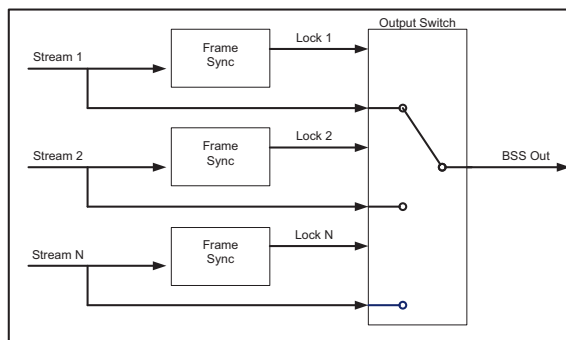 Output Switch
Stream 1
Frame
Sync
Lock 1
Stream 2
Frame
Sync
Lock 2
BSS Out
Stream N
Frame
Sync
Lock N